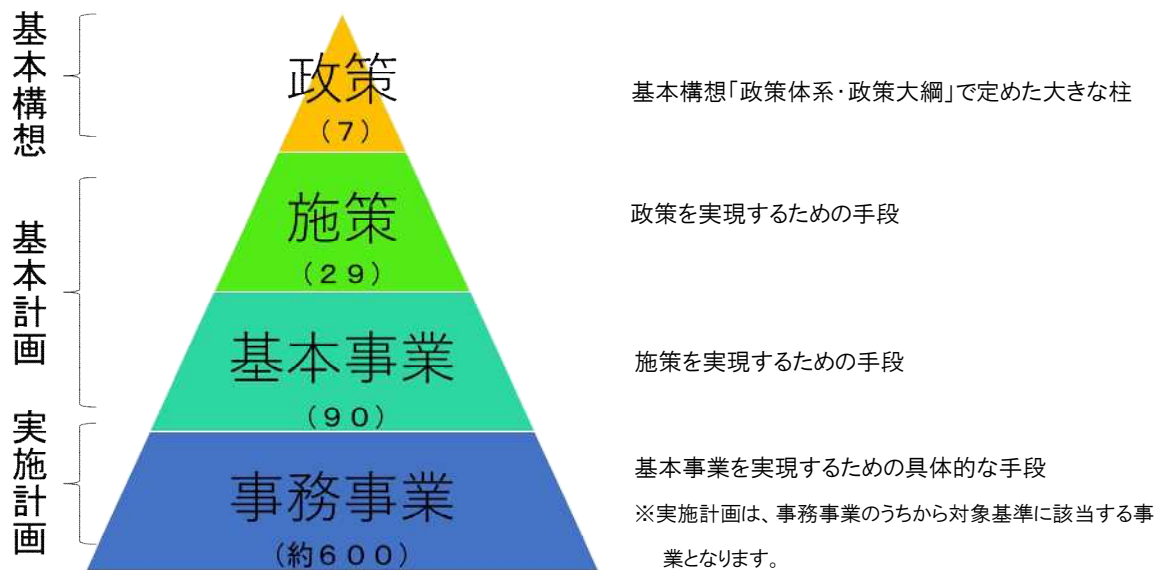 基本構想
政策
(7)
基本構想「政策体系・政策大綱」で定めた大きな柱
基本計画
施策
(29)
政策を実現するための手段
基本事業
(90)
施策を実現するための手段
実施計画
事務事業
(約600)
基本事業を実現するための具体的な手段
※実施計画は、事務事業のうちから対象基準に該当する事
業となります。